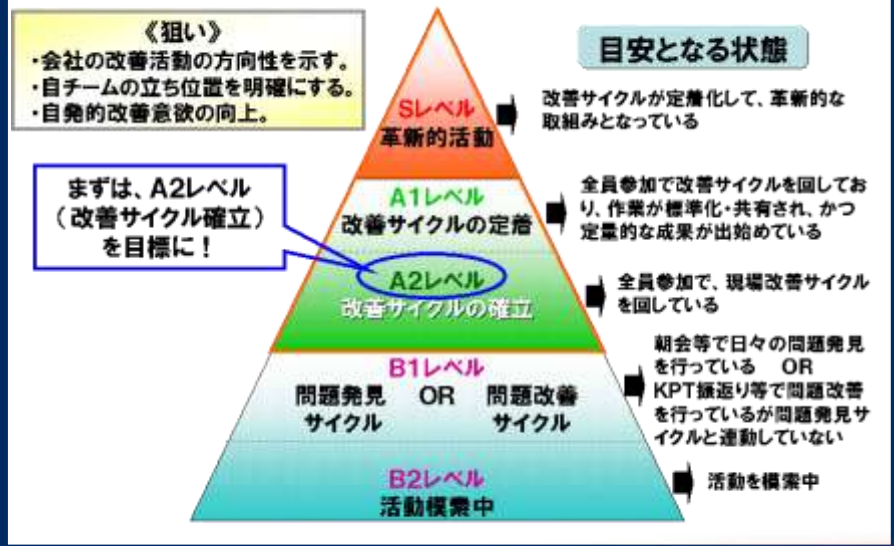 《狙い》
・会社の改善活動の方向性を示す。
・自チームの立ち位置を明確にする。
・自発的改善意欲の向上。
目安となる状態
Sレベル
革新的活動
改善サイクルが定着化して、革新的な
取組みとなっている
まずは、A2レベル
（改善サイクル確立）
を目標に！
A1レベル
改善サイクルの定着
全員参加で改善サイクルを回してお
り、作業が標準化・共有され、かつ
定量的な成果が出始めている
A2レベル
改善サイクルの確立
全員参加で、現場改善サイクル
を回している
B1レベル
問題発見 OR 問題改善
サイクル サイクル
朝会等で日々の問題発見
を行っている OR
KPT振返り等で問題改善
を行っているが問題発見サ
イクルと連動していない
B2レベル
活動模索中
活動を模索中